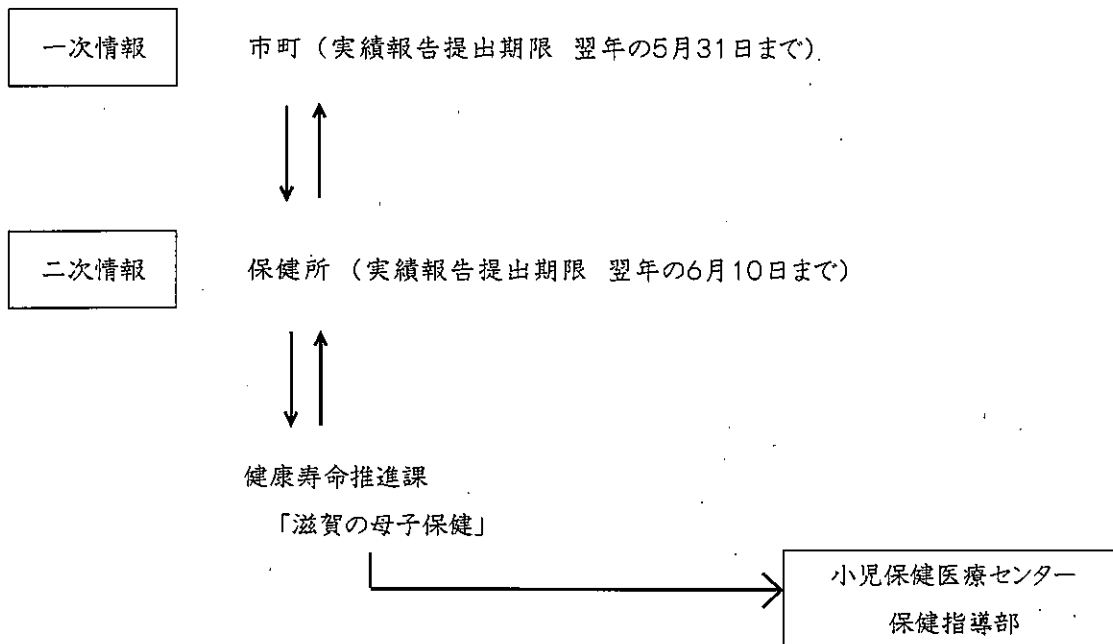 一次情報 市町（実績報告提出期限 翌年の5月31日まで）
二次情報 保健所（実績報告提出期限 翌年の6月10日まで）
健康寿命推進課
「滋賀の母子保健」
小児保健医療センター
保健指導部